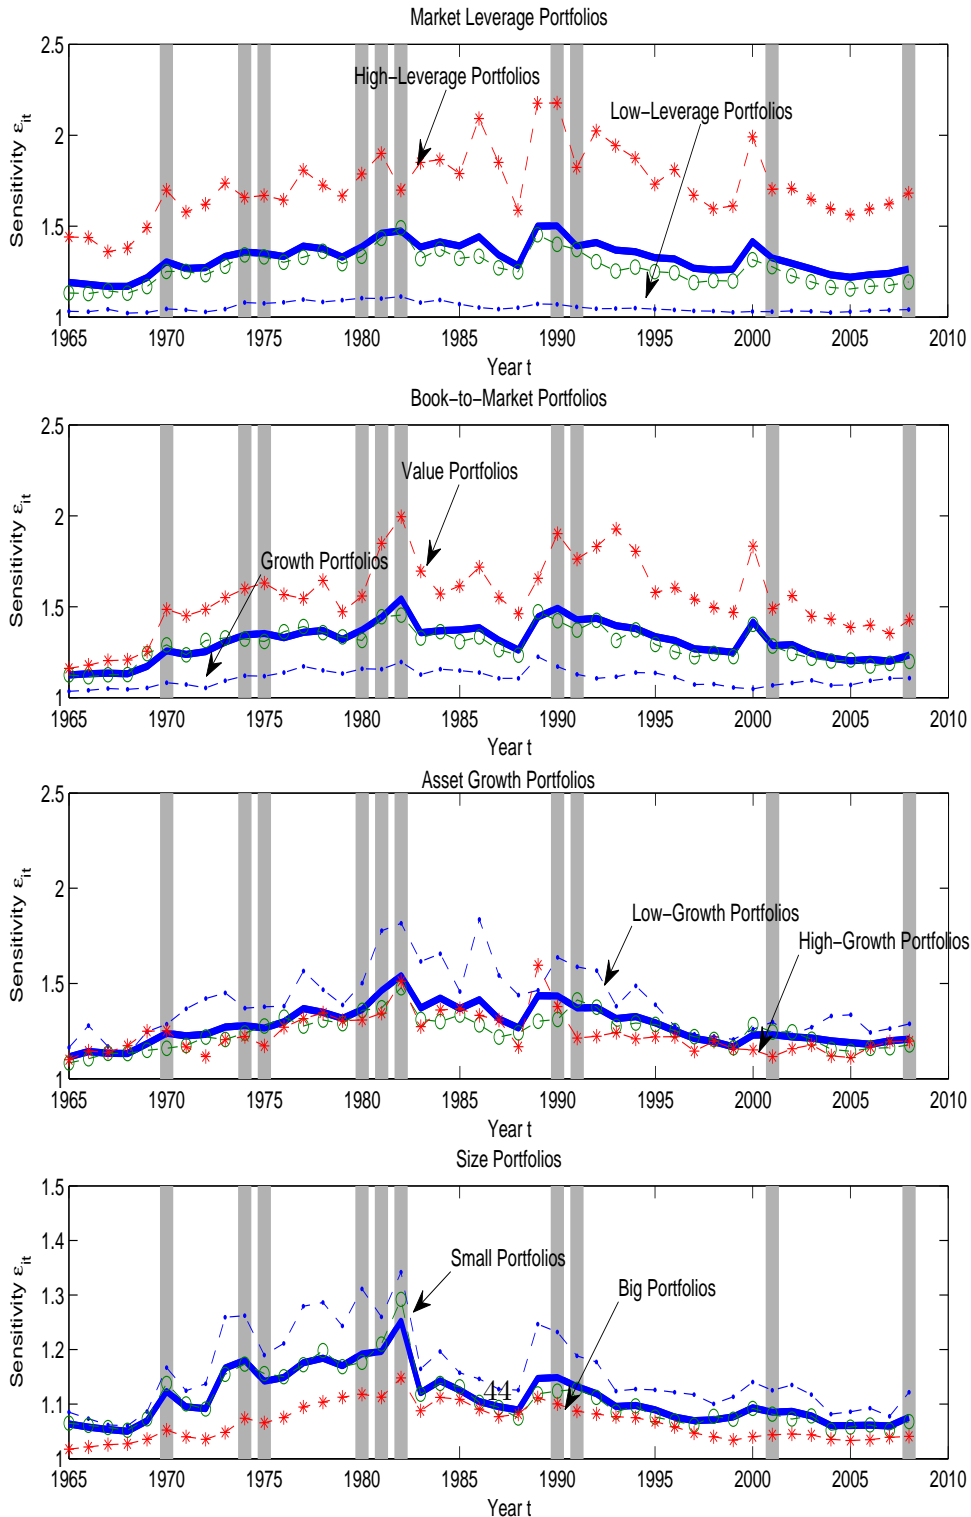 Market Leverage Portfolios
2.5
High−Leverage Portfolios
Low−Leverage Portfolios
2
Sensitivity ε_it
1.5
1
1965 1970 1975 1980 1985 1990 1995 2000 2005 2010
Year t
Book−to−Market Portfolios
2.5
Value Portfolios
2
Growth Portfolios
Sensitivity ε_it
1.5
1
1965 1970 1975 1980 1985 1990 1995 2000 2005 2010
Year t
Asset Growth Portfolios
2.5
2
Low−Growth Portfolios
High−Growth Portfolios
Sensitivity ε_it
1.5
1
1965 1970 1975 1980 1985 1990 1995 2000 2005 2010
Year t
Size Portfolios
1.5
1.4
Small Portfolios
Big Portfolios
1.3
Sensitivity ε_it
1.2
44
1.1
1
1965 1970 1975 1980 1985 1990 1995 2000 2005 2010
Year t